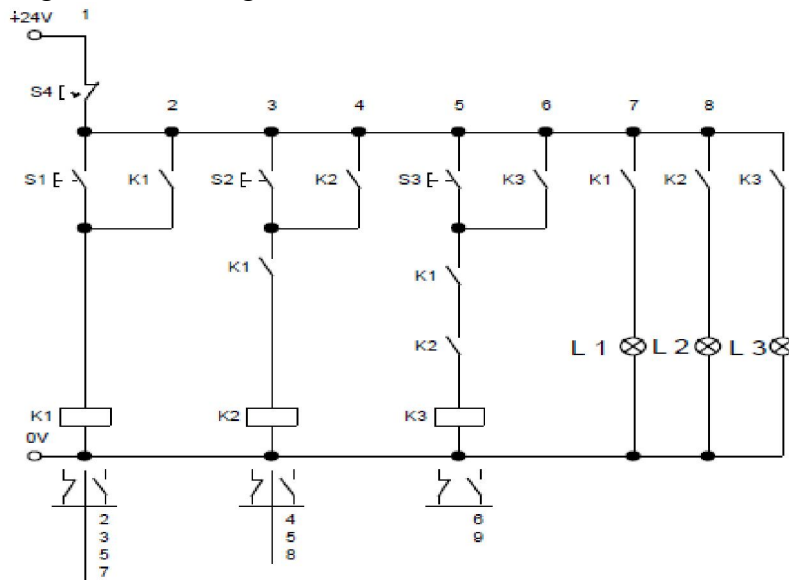 +24V 1
S4
2 3 4 5 6 7 8
S1 K1 S2 K2 S3 K3 K1 K2 K3
K1 K1
K2
L 1 L 2 L 3
K1 K2 K3
0V
2 4 6
3 5 9
5 8
7